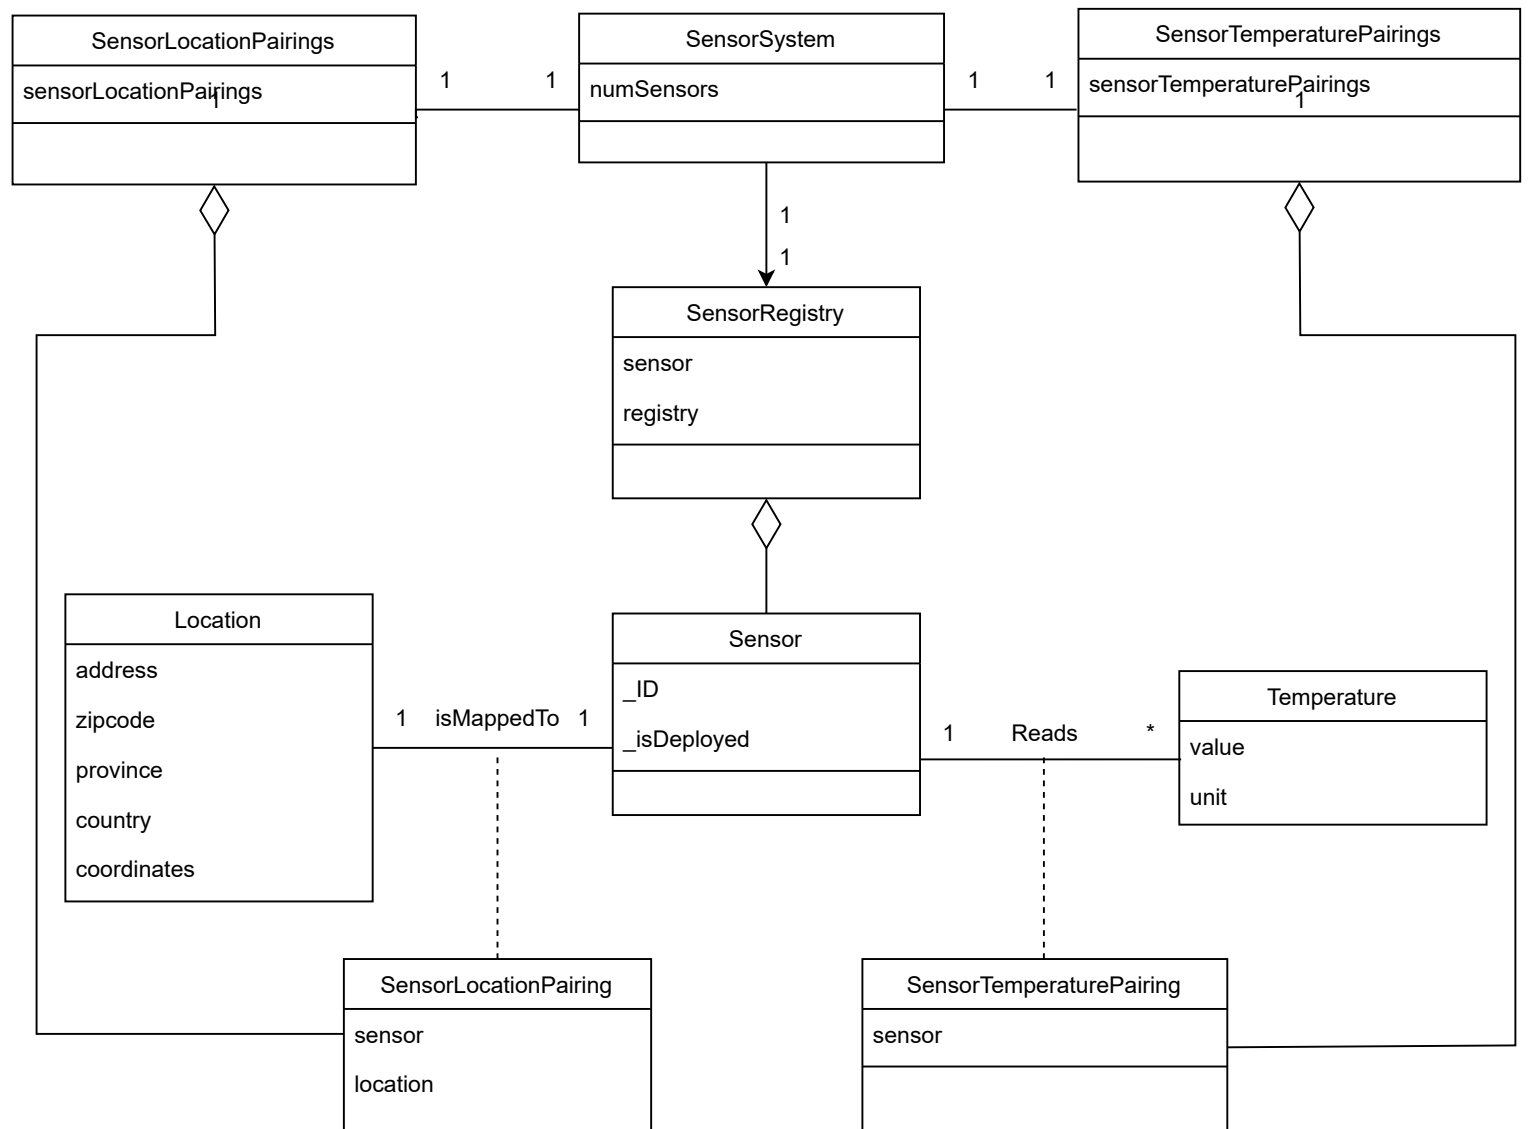 SensorLocationPairings
sensorLocationPairings
1
1
1
SensorSystem
numSensors
1
1
SensorTemperaturePairings
sensorTemperaturePairings
1
1
1
SensorRegistry
sensor
registry
Location
address
zipcode
province
country
coordinates
1 isMappedTo 1
Sensor
_ID
_isDeployed
1 Reads *
Temperature
value
unit
SensorLocationPairing
sensor
location
SensorTemperaturePairing
sensor